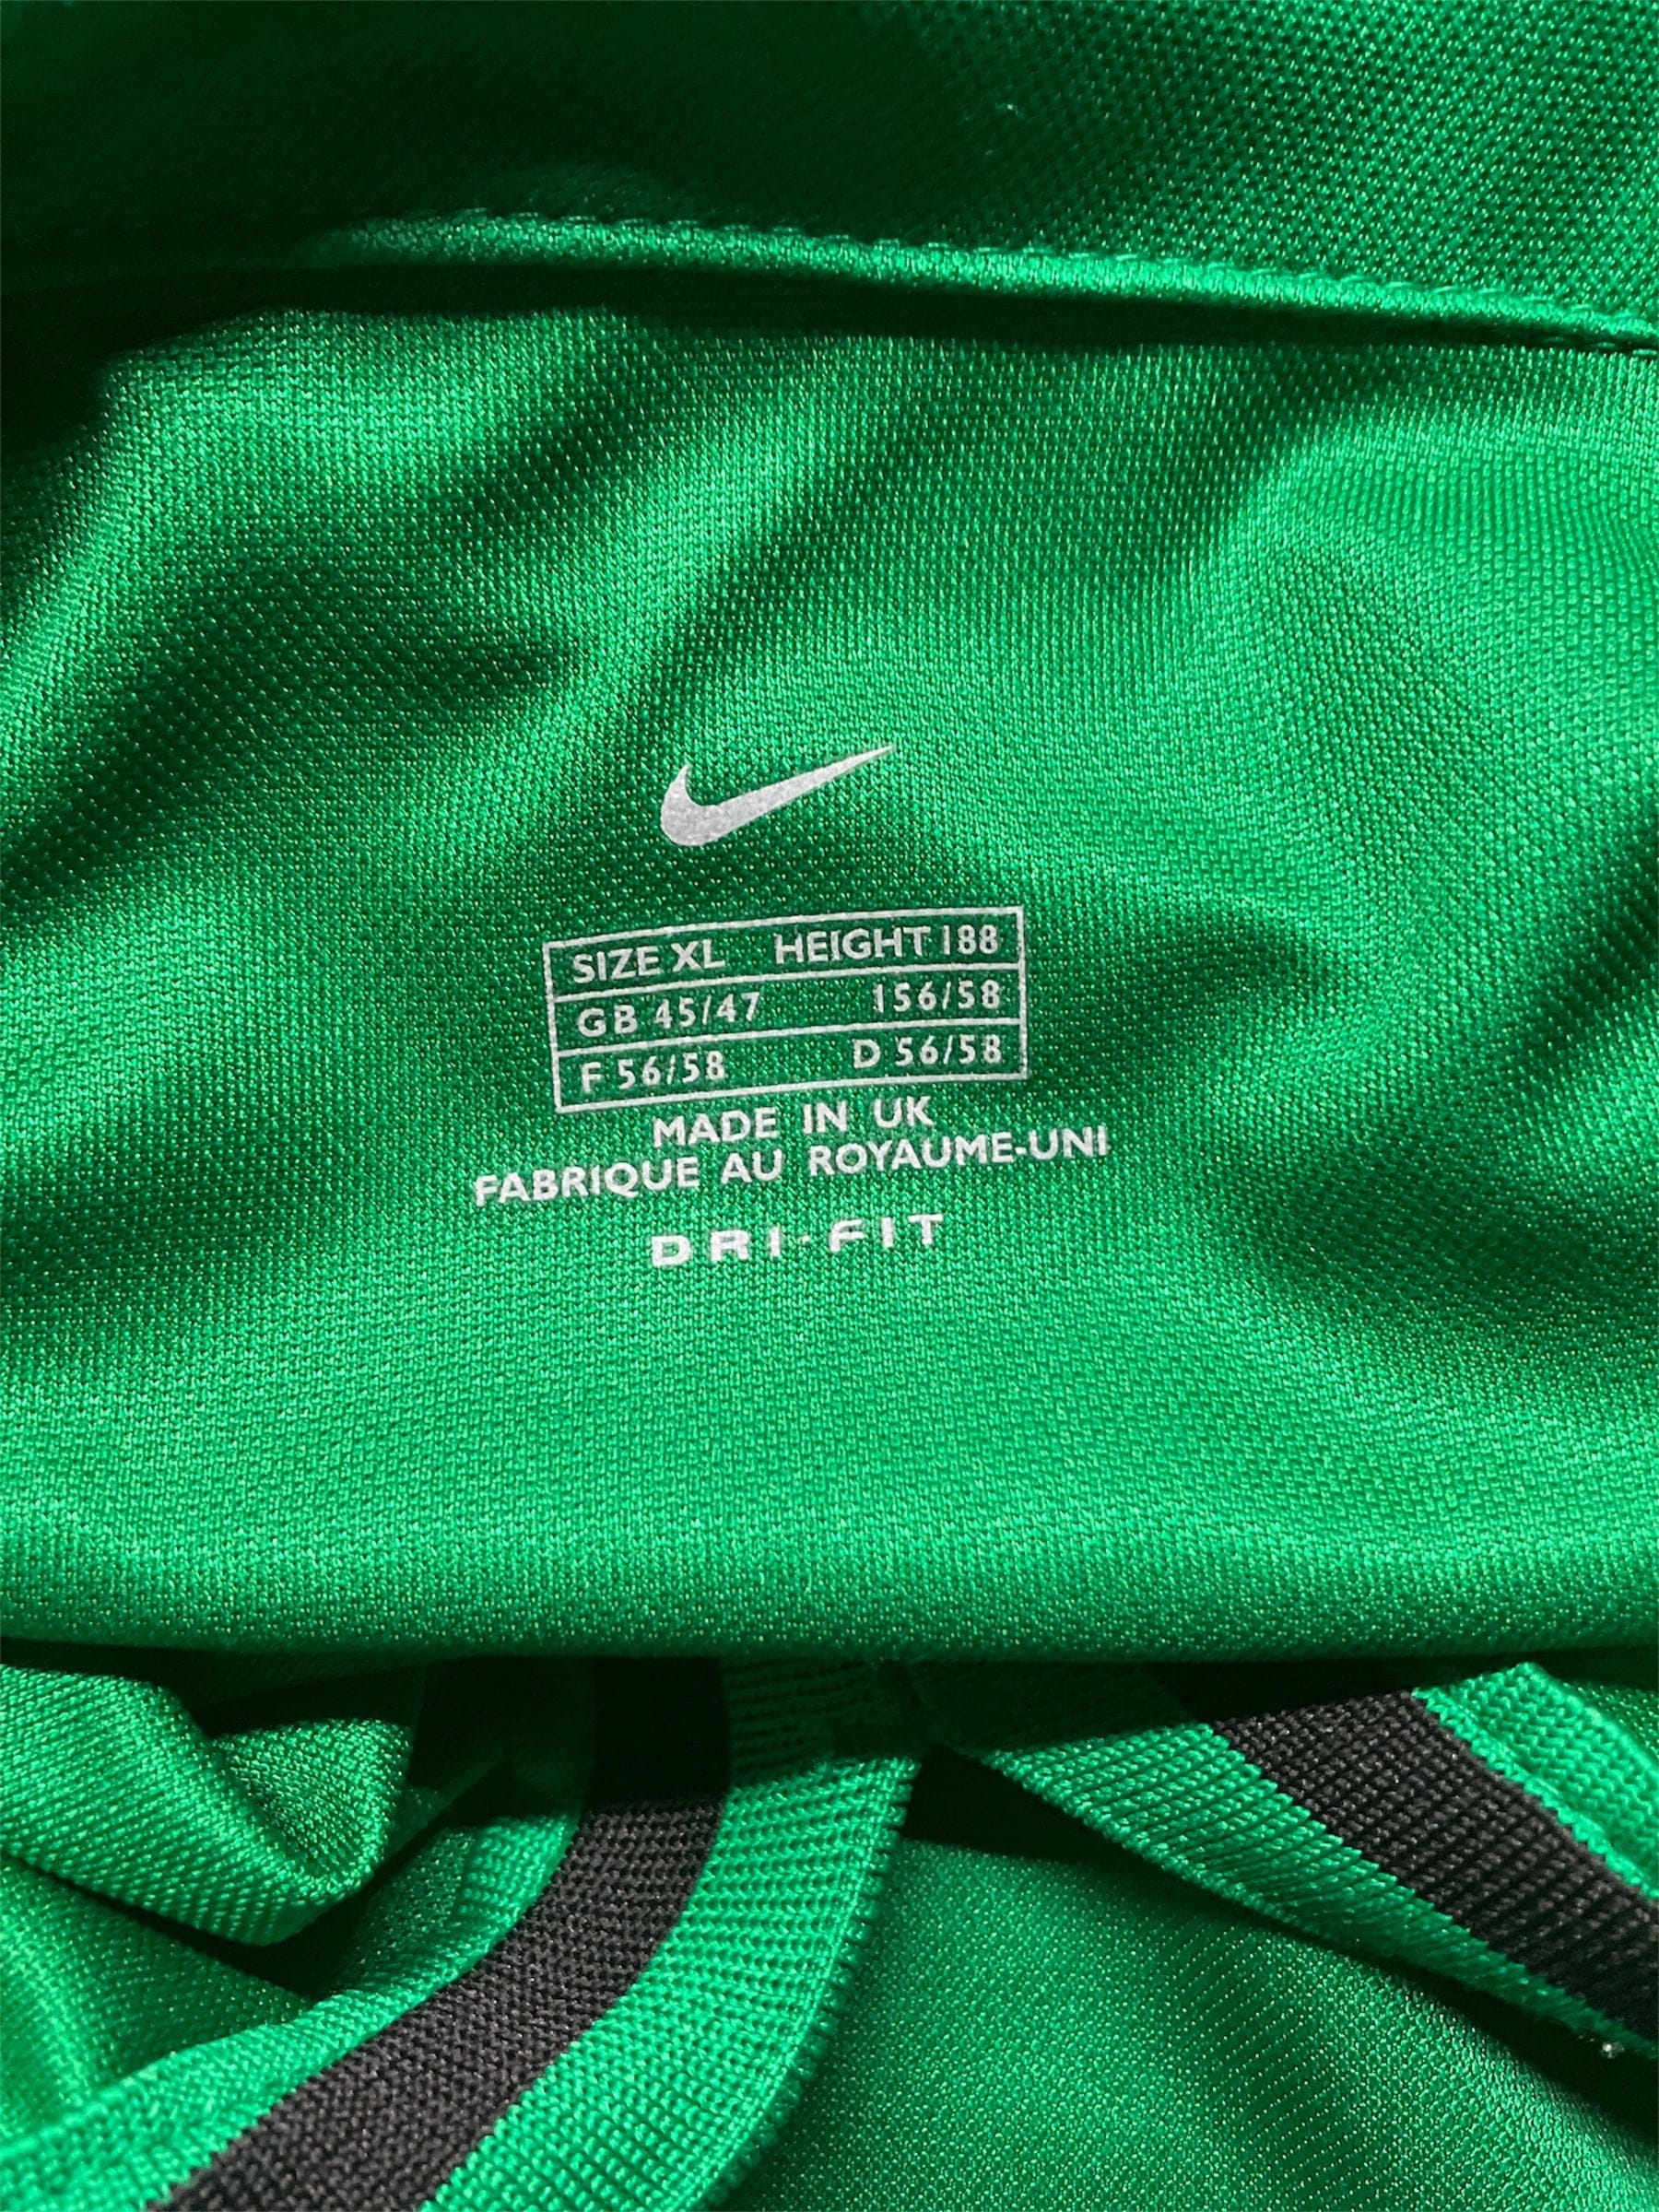 SIZE XL HEIGHT 188
GB 45/47 156/58
F 56/58 D 56/58
MADE IN UK
FABRIQUE AU ROYAUME-UNI
DRI-FIT